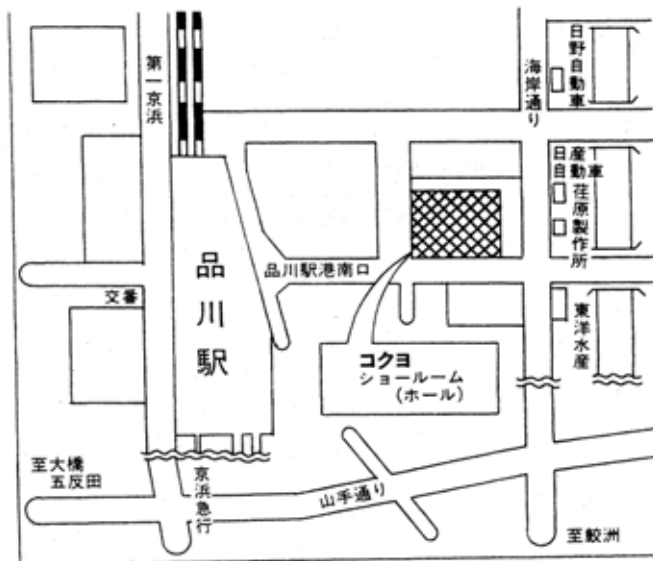 第一京浜
海岸通り
日野自動車
日産
自動車
荏原製作所
品川駅
品川駅港南口
交番
東洋水産
コクヨ
ショールーム
(ホール)
至大橋
五反田
京浜急行
山手通り
至鮫洲